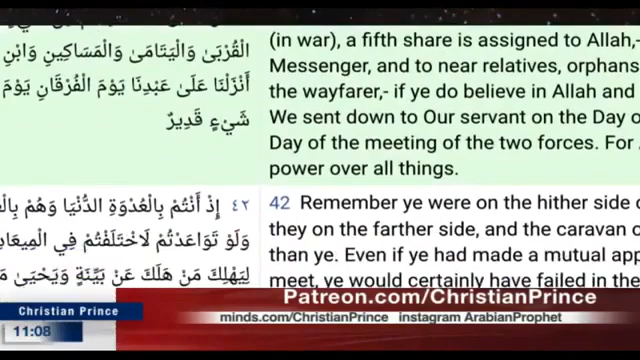 الْقُرْبَىٰ وَالْيَتَامَىٰ وَالْمَسَاكِينِ وَابْنِ
أَنْزَلْنَا عَلَىٰ عَبْدِنَا يَوْمَ الْفُرْقَانِ يَوْمَ
شَيْءٍ قَدِيرٌ
(in war), a fifth share is assigned to Allah,-
Messenger, and to near relatives, orphans
the wayfarer,- if ye do believe in Allah and
We sent down to Our servant on the Day o
Day of the meeting of the two forces. For
power over all things.
٤٢ إِذْ أَنْتُمْ بِالْعُدْوَةِ الدُّنْيَا وَهُمْ
وَلَوْ تَوَاعَدْتُمْ لَاخْتَلَفْتُمْ فِي
لِيَهْلِكَ مَنْ هَلَكَ عَنْ بَيِّنَةٍ وَيَحْيَىٰ
42 Remember ye were on the hither side
they on the farther side, and the caravan
than ye. Even if ye had made a mutual app
meet, ye would certainly have failed in the
Patreon.com/ChristianPrince
Christian Prince
minds.com/ChristianPrince instagram ArabianProphet
11:08